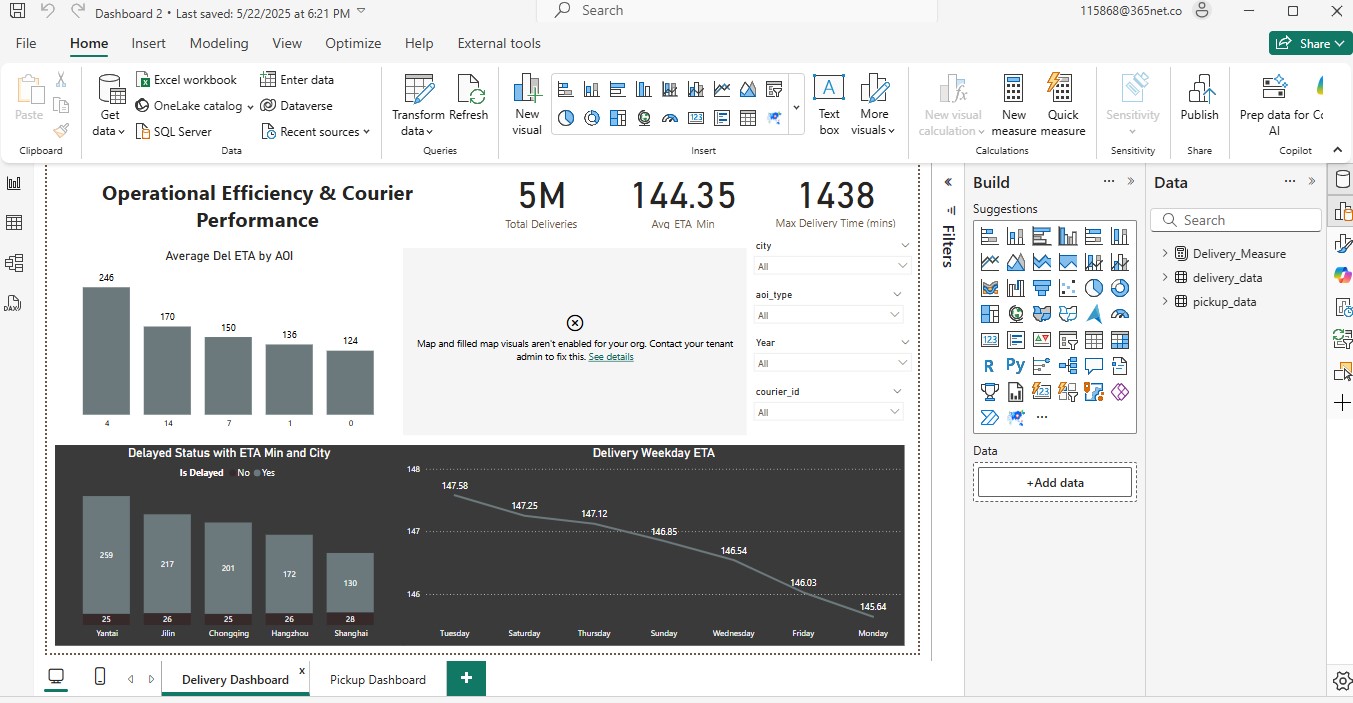 Dashboard 2 • Last saved: 5/22/2025 at 6:21 PM
Search
115868@365net.co
File
Home
Insert
Modeling
View
Optimize
Help
External tools
Share
Paste
Clipboard
Get
data
Excel workbook
OneLake catalog
SQL Server
Enter data
Dataverse
Recent sources
Data
Transform
data
Refresh
Queries
New
visual
123
A
Text
box
More
visuals
Insert
New visual
calculation
New
measure
Quick
measure
Calculations
Sensitivity
Sensitivity
Publish
Share
Prep data for Cc
AI
Copilot
DAX
Operational Efficiency & Courier
Performance
5M
Total Deliveries
144.35
Avg ETA Min
1438
Max Delivery Time (mins)
Average Del ETA by AOI
246
170
150
136
124
4
14
7
1
0
Map and filled map visuals aren't enabled for your org. Contact your tenant
admin to fix this. See details
city
All
aoi_type
All
Year
All
courier_id
All
Delayed Status with ETA Min and City
Is Delayed
No
Yes
259
217
201
172
130
25
26
25
26
28
Yantai
Jilin
Chongqing
Hangzhou
Shanghai
Delivery Weekday ETA
148
147
146
147.58
147.25
147.12
146.85
146.54
146.03
145.64
Tuesday
Saturday
Thursday
Sunday
Wednesday
Friday
Monday
Delivery Dashboard
x
Pickup Dashboard
+
Filters
Build
Suggestions
123
R
Py
123
Data
+Add data
Data
Search
Delivery_Measure
delivery_data
pickup_data